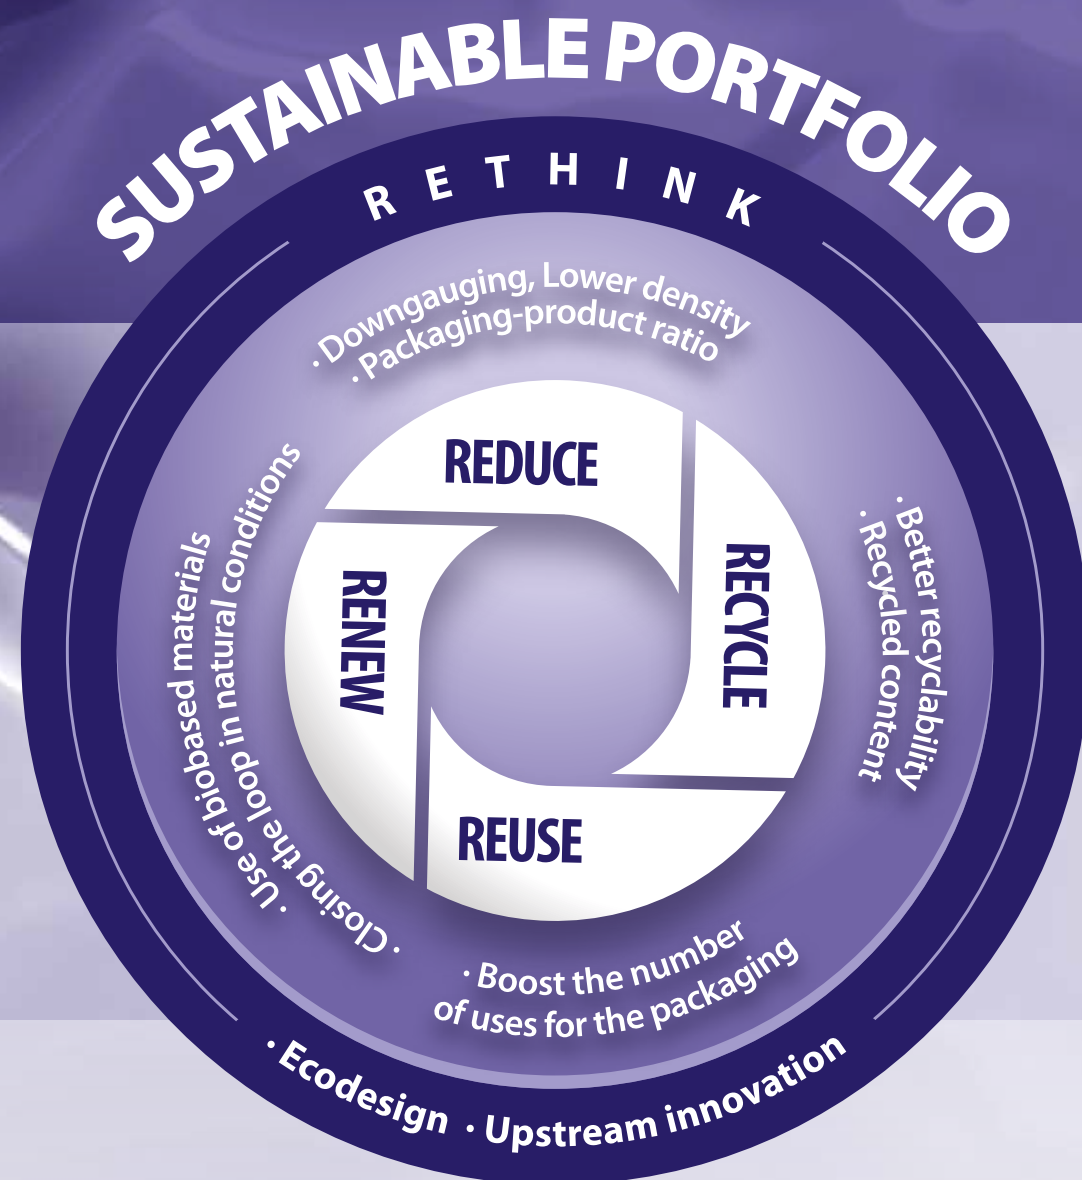 SUSTAINABLE PORTFOLIO
RETHINK
· Downgauging, Lower density
· Packaging-product ratio
REDUCE
RECYCLE
· Better recyclability
· Recycled content
REUSE
· Boost the number
of uses for the packaging
RENEW
· Use of biobased materials
· Closing the loop in natural conditions
· Ecodesign · Upstream innovation